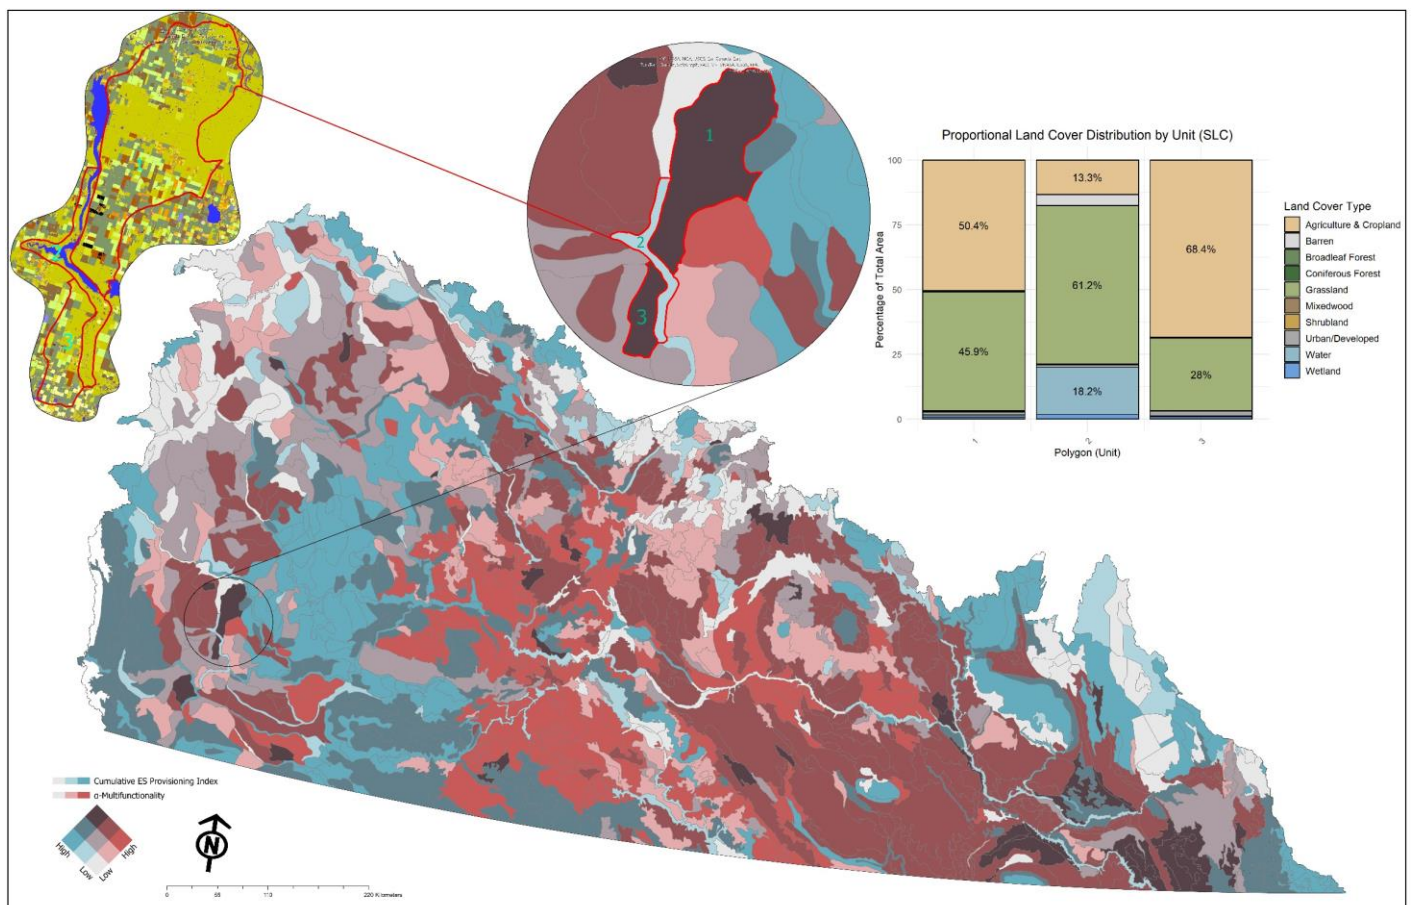 1
2
3
Proportional Land Cover Distribution by Unit (SLC)
Percentage of Total Area
100
75
50
25
0
50.4%
45.9%
13.3%
61.2%
18.2%
68.4%
28%
1
2
3
Polygon (Unit)
Land Cover Type
Agriculture & Cropland
Barren
Broadleaf Forest
Coniferous Forest
Grassland
Mixedwood
Shrubland
Urban/Developed
Water
Wetland
Cumulative ES Provisioning Index
α-Multifunctionality
High
Low
Low
High
N
0
220 Kilometers